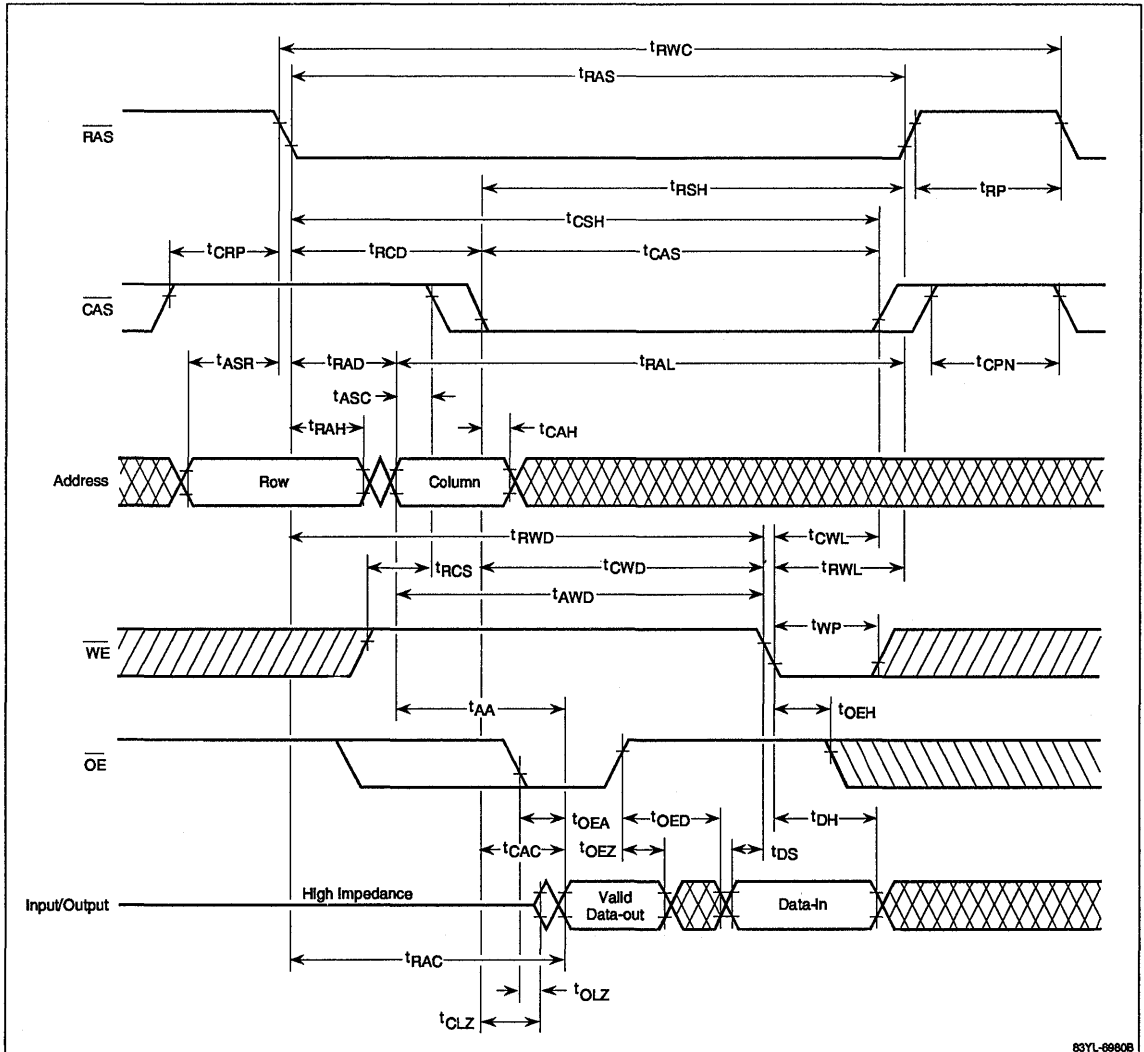 tRWC
tRAS
RAS
tRSH
tRP
tCSH
tCRP
tRCD
tCAS
CAS
tASR
tRAD
tRAL
tCPN
tASC
tRAH
tCAH
Address
Row
Column
tRWD
tCWL
tRCS
tCWD
tRWL
tAWD
tWP
WE
tAA
tOEH
OE
tOEA
tOED
tDH
tCAC
tOEZ
tDS
High Impedance
Input/Output
Valid
Data-out
Data-In
tRAC
tOLZ
tCLZ
83YL-6980B